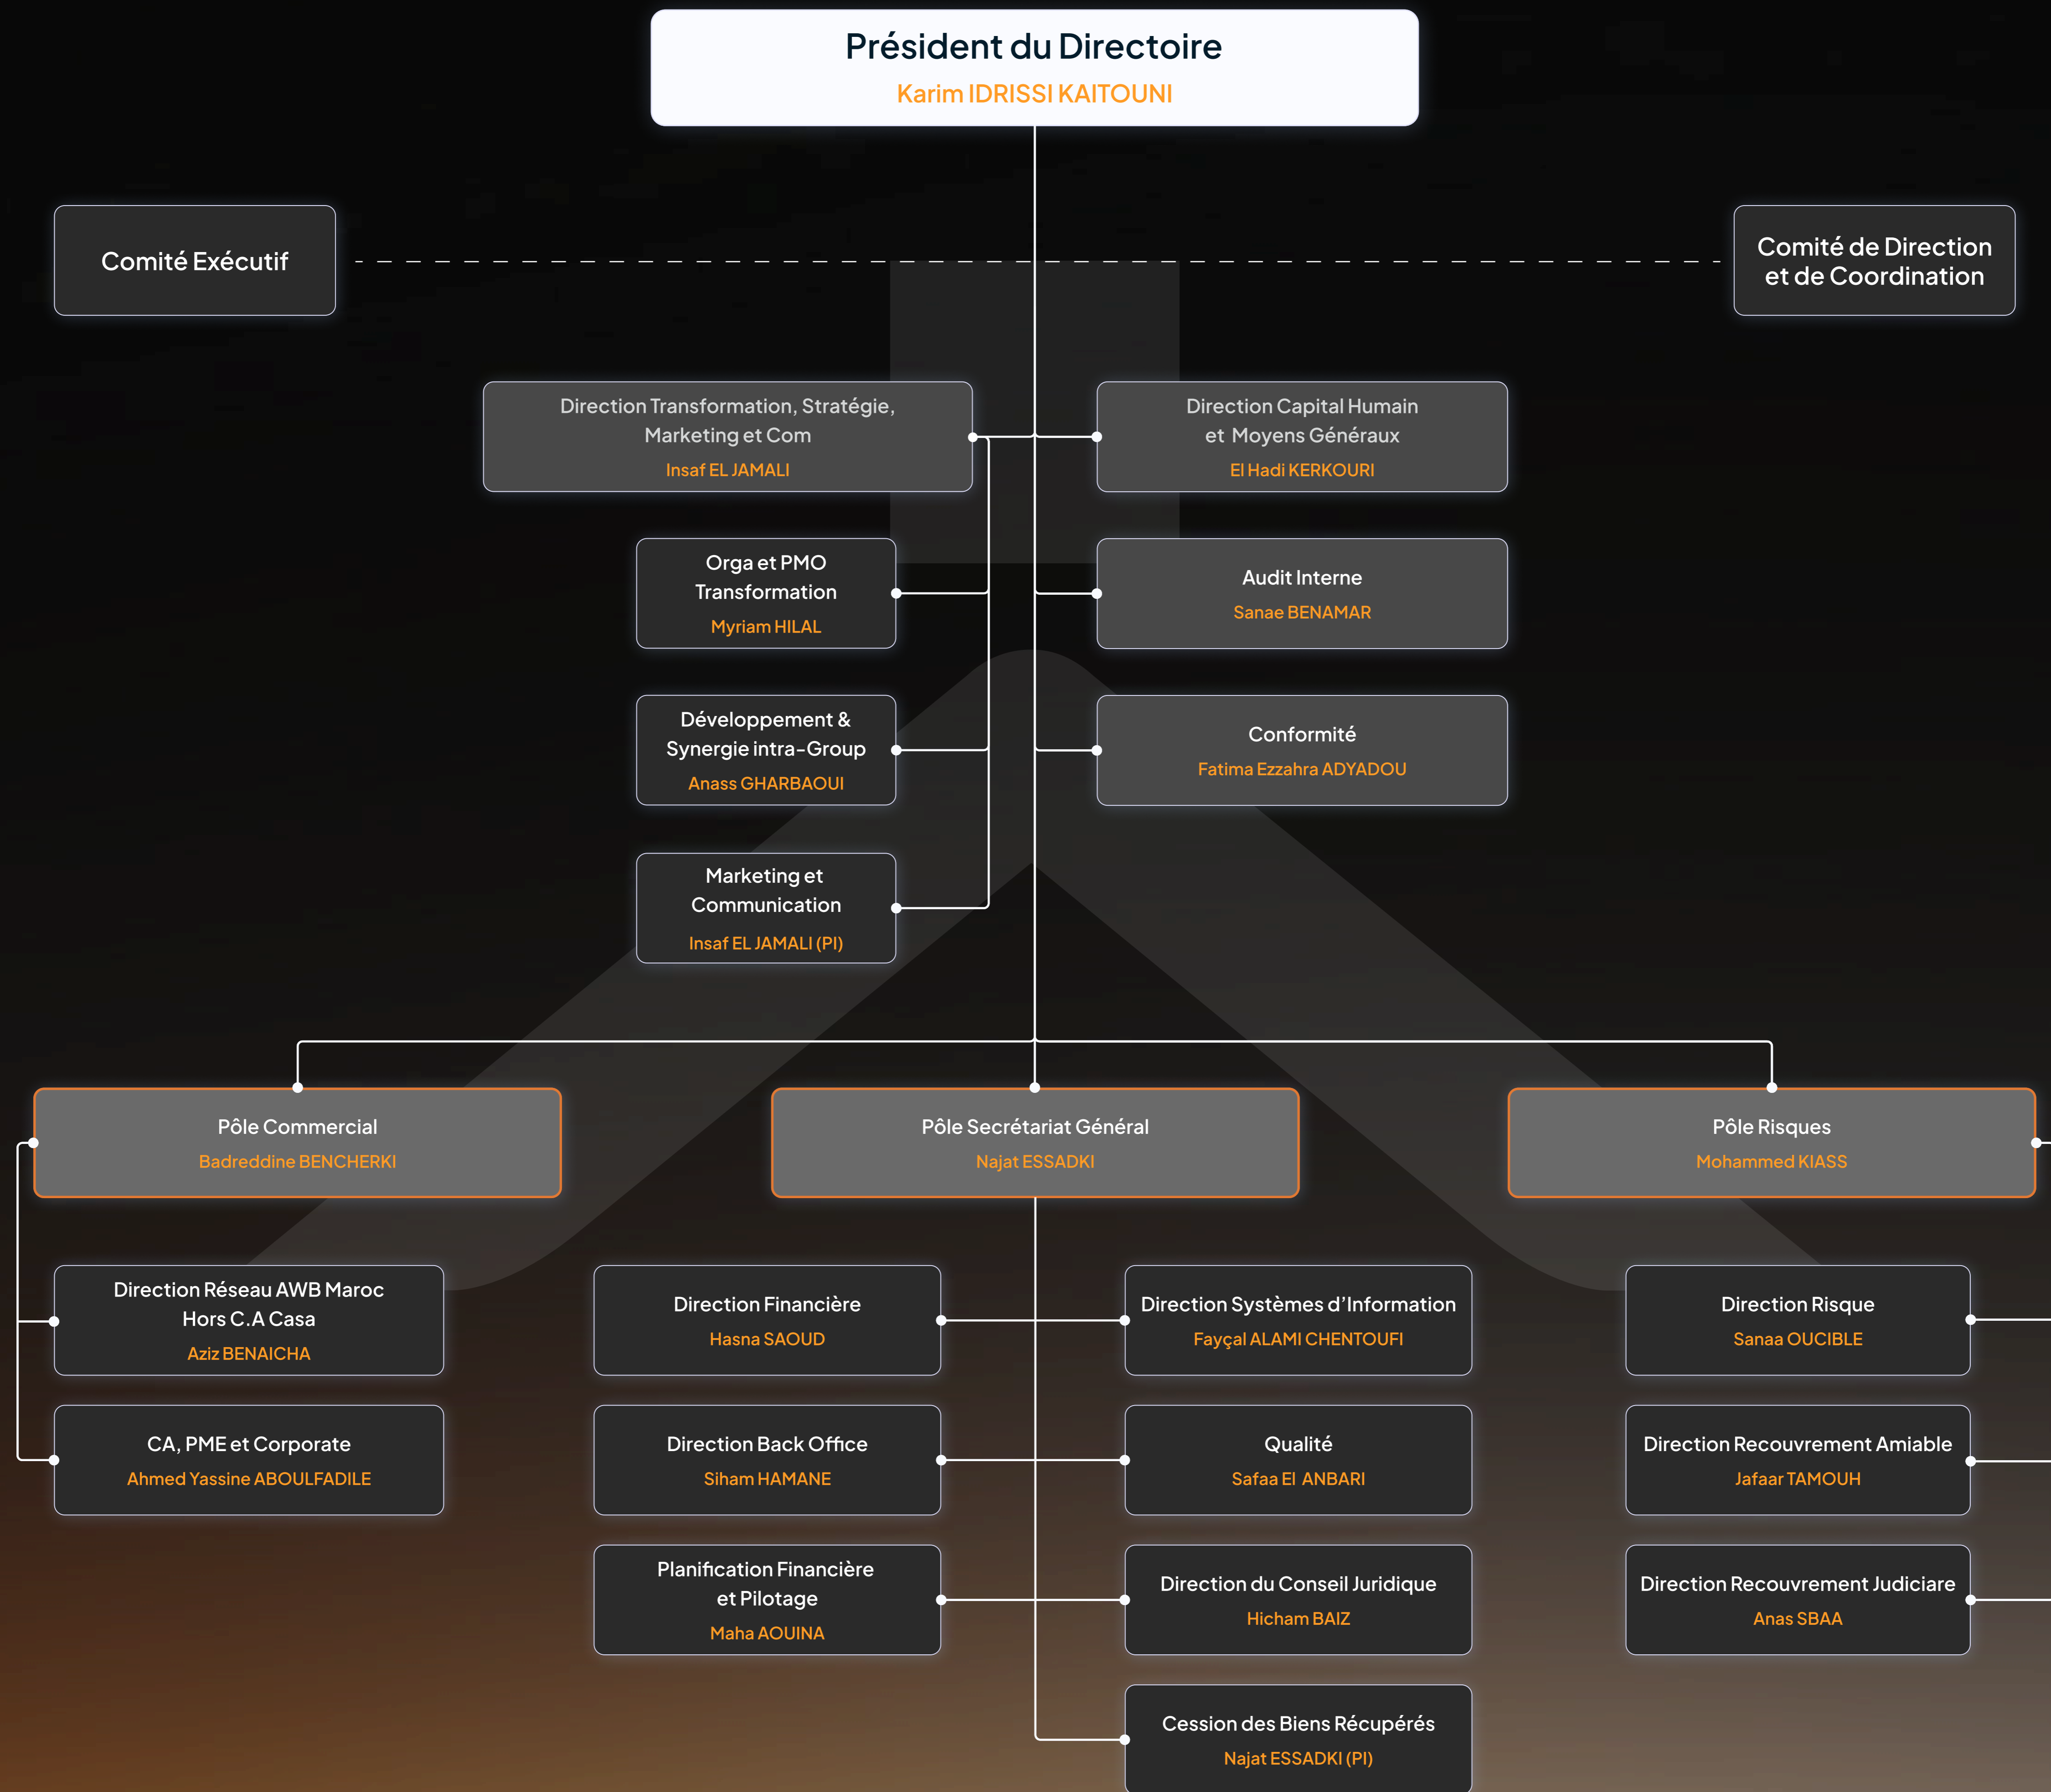 Président du Directoire
Karim IDRISSI KAITOUNI
Comité Exécutif
Comité de Direction
et de Coordination
Direction Transformation, Stratégie,
Marketing et Com
Insaf EL JAMALI
Direction Capital Humain
et Moyens Généraux
El Hadi KERKOURI
Orga et PMO
Transformation
Myriam HILAL
Audit Interne
Sanae BENAMAR
Développement &
Synergie intra-Group
Anass GHARBAOUI
Conformité
Fatima Ezzahra ADYADOU
Marketing et
Communication
Insaf EL JAMALI (PI)
Pôle Commercial
Badreddine BENCHERKI
Pôle Secrétariat Général
Najat ESSADKI
Pôle Risques
Mohammed KIASS
Direction Réseau AWB Maroc
Hors C.A Casa
Aziz BENAICHA
Direction Financière
Hasna SAOUD
Direction Systèmes d'Information
Fayçal ALAMI CHENTOUFI
Direction Risque
Sanaa OUCIBLE
CA, PME et Corporate
Ahmed Yassine ABOULFADILE
Direction Back Office
Siham HAMANE
Qualité
Safaa El ANBARI
Direction Recouvrement Amiable
Jafaar TAMOUH
Planification Financière
et Pilotage
Maha AOUINA
Direction du Conseil Juridique
Hicham BAIZ
Direction Recouvrement Judiciare
Anas SBAA
Cession des Biens Récupérés
Najat ESSADKI (PI)